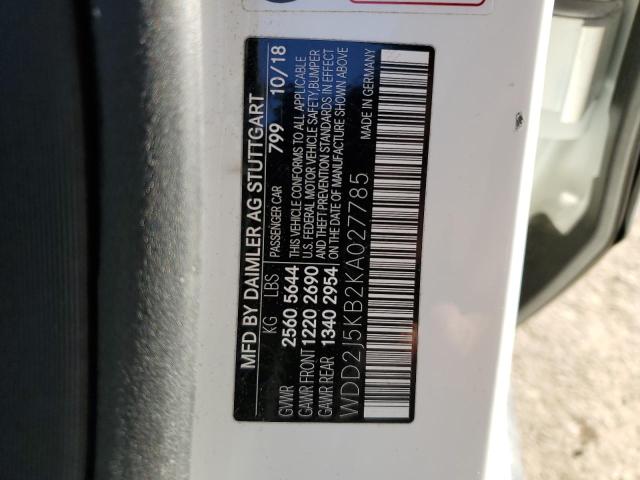 MFD BY DAIMLER AG STUTTGART
KG LBS PASSENGER CAR 799 10/18
GVWR 2560 5644 THIS VEHICLE CONFORMS TO ALL APPLICABLE
GAWR FRONT 1220 2690 U.S. FEDERAL MOTOR VEHICLE SAFETY, BUMPER
GAWR REAR 1340 2954 AND THEFT PREVENTION STANDARDS IN EFFECT
ON THE DATE OF MANUFACTURE SHOWN ABOVE
WDD2J5KB2KA027785 MADE IN GERMANY